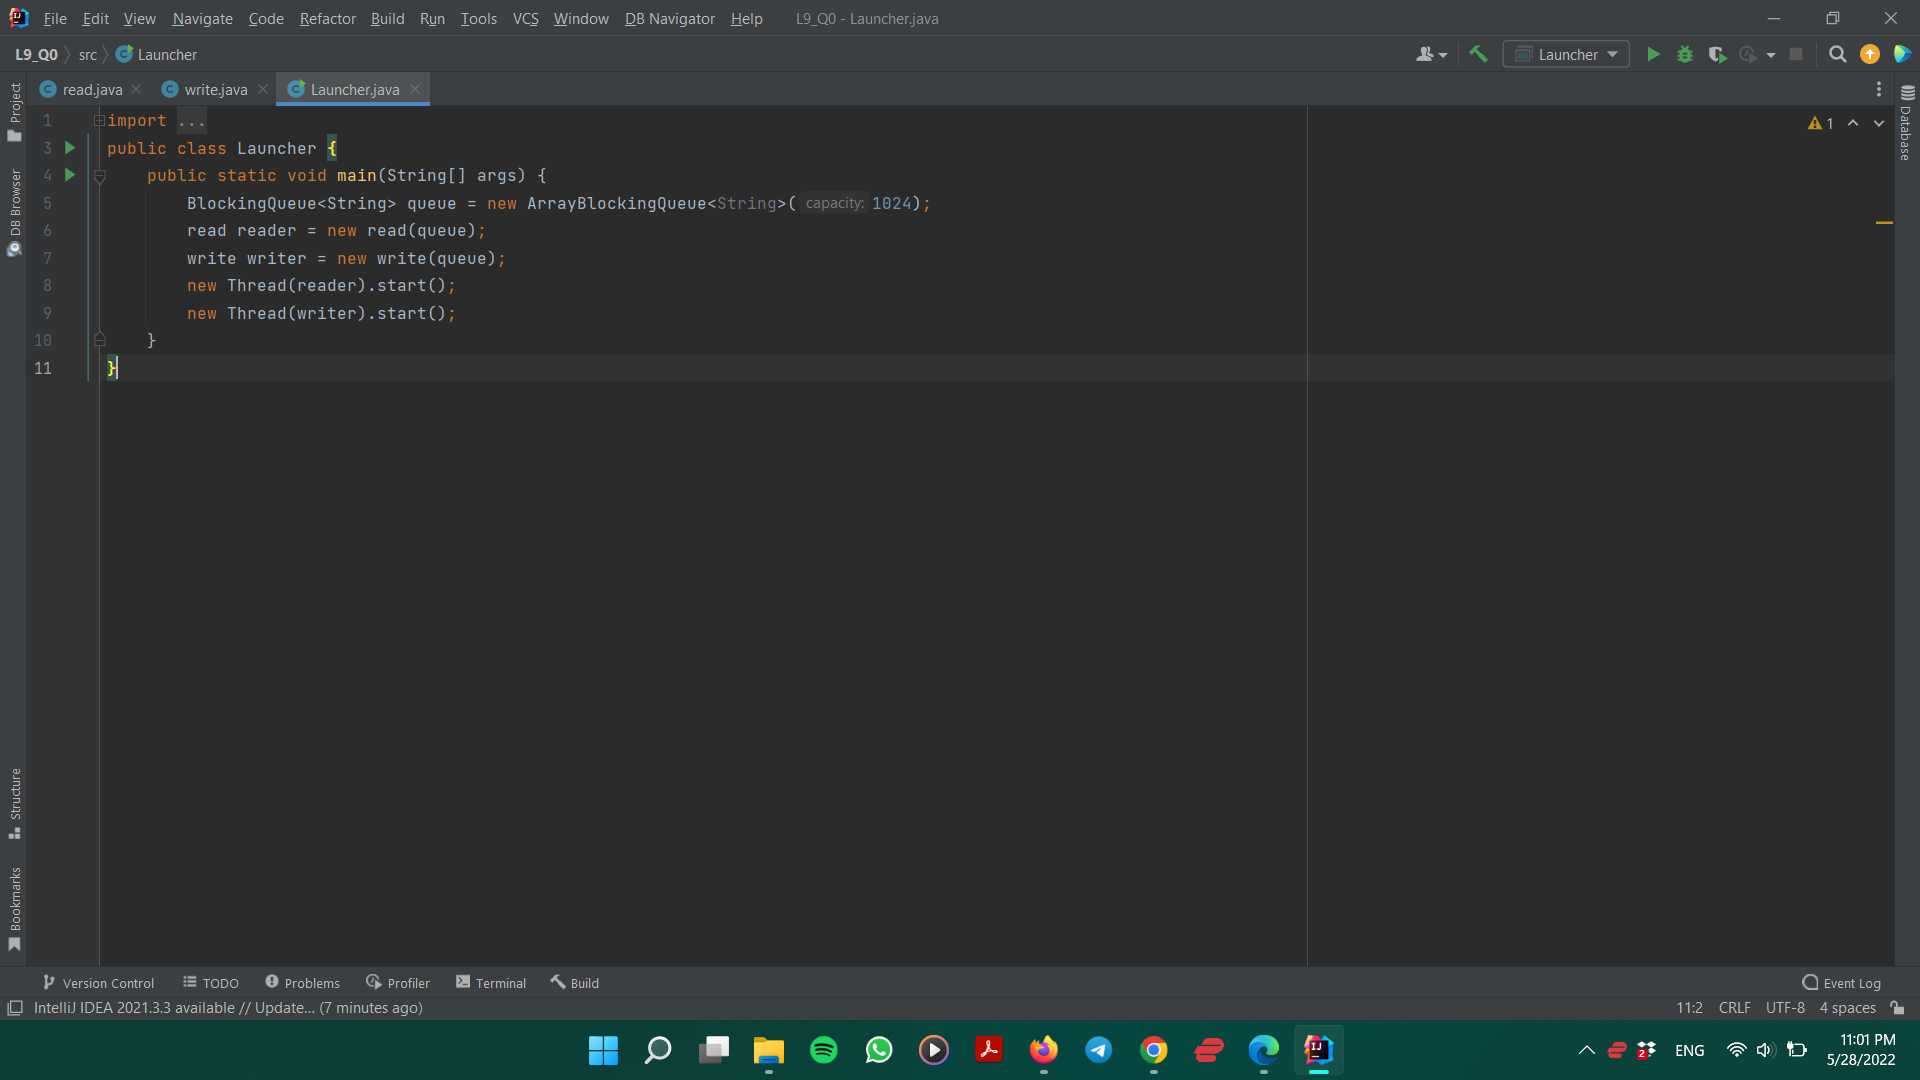 File Edit View Navigate Code Refactor Build Run Tools VCS Window DB Navigator Help L9_Q0 - Launcher.java
L9_Q0 src Launcher
Launcher
read.java write.java Launcher.java
Project
DB Browser
Structure
Bookmarks
Database
1
1 import ...
3 public class Launcher {
4 public static void main(String[] args) {
5 BlockingQueue<String> queue = new ArrayBlockingQueue<String>( capacity: 1024);
6 read reader = new read(queue);
7 write writer = new write(queue);
8 new Thread(reader).start();
9 new Thread(writer).start();
10 }
11 }
Version Control TODO Problems Profiler Terminal Build Event Log
IntelliJ IDEA 2021.3.3 available // Update... (7 minutes ago) 11:2 CRLF UTF-8 4 spaces
IJ
2
ENG
11:01 PM
5/28/2022